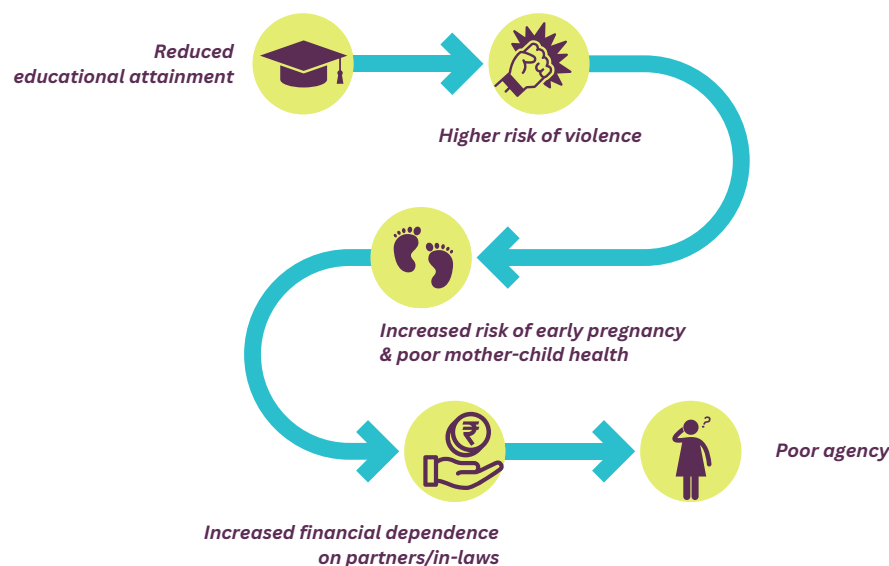 Reduced
educational attainment
Higher risk of violence
Increased risk of early pregnancy
& poor mother-child health
₹
?
Poor agency
Increased financial dependence
on partners/in-laws